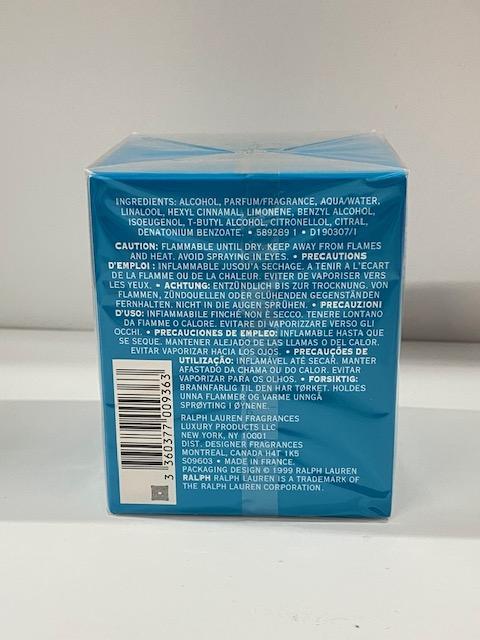 INGREDIENTS: ALCOHOL, PARFUM/FRAGRANCE, AQUA/WATER,
LINALOOL, HEXYL CINNAMAL, LIMONENE, BENZYL ALCOHOL,
ISOEUGENOL, T-BUTYL ALCOHOL, CITRONELLOL, CITRAL,
DENATONIUM BENZOATE. • 589289 1 • D190307/1
CAUTION: FLAMMABLE UNTIL DRY. KEEP AWAY FROM FLAMES
AND HEAT. AVOID SPRAYING IN EYES. • PRECAUTIONS
D'EMPLOI: INFLAMMABLE JUSQU'A SECHAGE. A TENIR A L'ECART
DE LA FLAMME OU DE LA CHALEUR. EVITER DE VAPORISER VERS
LES YEUX. • ACHTUNG: ENTZÜNDLICH BIS ZUR TROCKNUNG. VON
FLAMMEN, ZÜNDQUELLEN ODER GLÜHENDEN GEGENSTÄNDEN
FERNHALTEN. NICHT IN DIE AUGEN SPRÜHEN. • PRECAUZIONI
D'USO: INFIAMMABILE FINCHÉ NON È SECCO. TENERE LONTANO
DA FIAMME O CALORE. EVITARE DI VAPORIZZARE VERSO GLI
OCCHI. • PRECAUCIONES DE EMPLEO: INFLAMABLE HASTA QUE
SE SEQUE. MANTENER ALEJADO DE LAS LLAMAS O DEL CALOR.
EVITAR VAPORIZAR HACIA LOS OJOS. • PRECAUÇÕES DE
UTILIZAÇÃO: INFLAMÁVEL ATÉ SECAR. MANTER
AFASTADO DA CHAMA OU DO CALOR. EVITAR
VAPORIZAR PARA OS OLHOS. • FORSIKTIG:
BRANNFARLIG TIL DEN HAR TØRKET. HOLDES
UNNA FLAMMER OG VARME UNNGÅ
SPRØYTING I ØYNENE.
RALPH LAUREN FRAGRANCES
LUXURY PRODUCTS LLC
NEW YORK, NY 10001
DIST. DESIGNER FRAGRANCES
MONTREAL, CANADA H4T 1K5
S09603 • MADE IN FRANCE.
PACKAGING DESIGN © 1999 RALPH LAUREN
RALPH RALPH LAUREN IS A TRADEMARK OF
THE RALPH LAUREN CORPORATION.
3 360377 009363